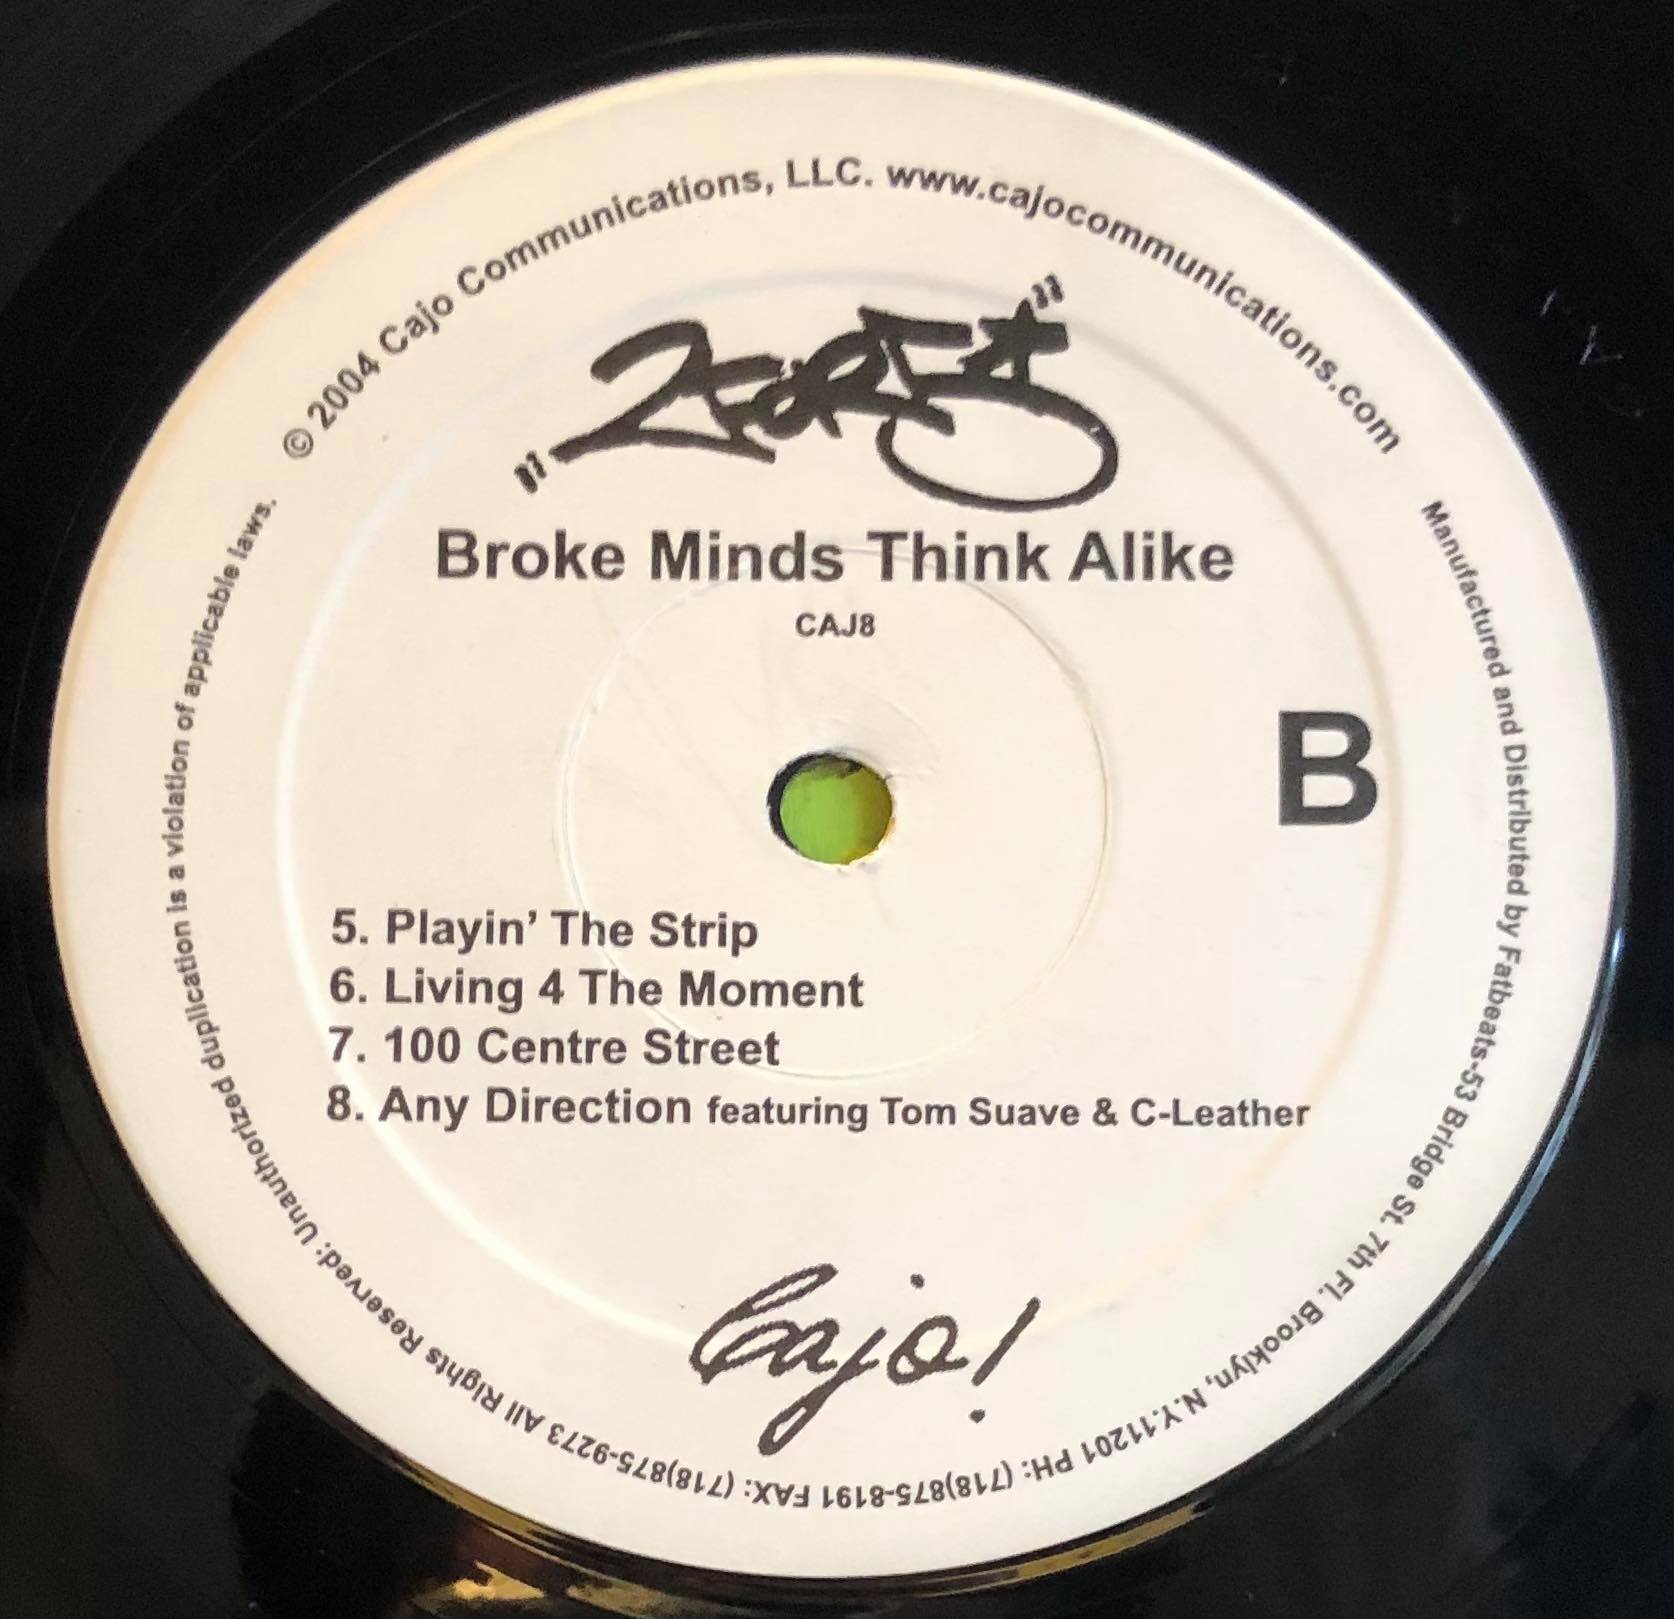 © 2004 Cajo Communications, LLC. www.cajocommunications.com
Broke Minds Think Alike
CAJ8
B
5. Playin’ The Strip
6. Living 4 The Moment
7. 100 Centre Street
8. Any Direction featuring Tom Suave & C-Leather
Cajo!
Manufactured and Distributed by Fatbeats-53 Bridge St. 7th Fl. Brooklyn, N.Y.11201 PH: (718)875-8191 FAX: (718)875-9273 All Rights Reserved; Unauthorized duplication is a violation of applicable laws.